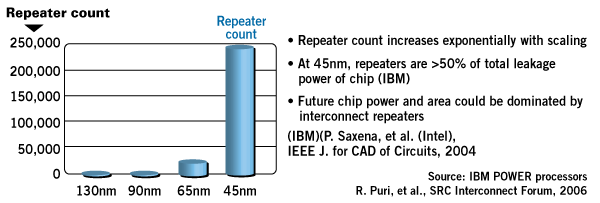 Repeater count
Repeater
count
250,000
200,000
150,000
100,000
50,000
0
130nm 90nm 65nm 45nm
• Repeater count increases exponentially with scaling
• At 45nm, repeaters are >50% of total leakage
power of chip (IBM)
• Future chip power and area could be dominated by
interconnect repeaters
(IBM)(P. Saxena, et al. (Intel),
IEEE J. for CAD of Circuits, 2004
Source: IBM POWER processors
R. Puri, et al., SRC Interconnect Forum, 2006